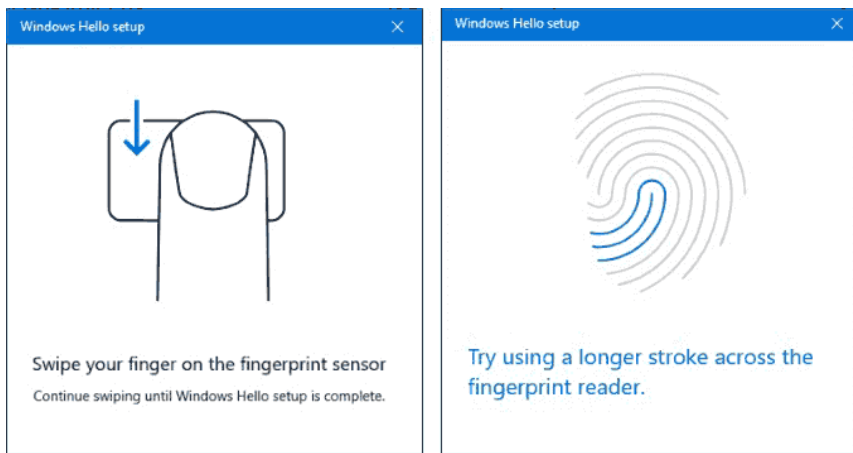 Windows Hello setup
Swipe your finger on the fingerprint sensor
Continue swiping until Windows Hello setup is complete.
Windows Hello setup
Try using a longer stroke across the
fingerprint reader.